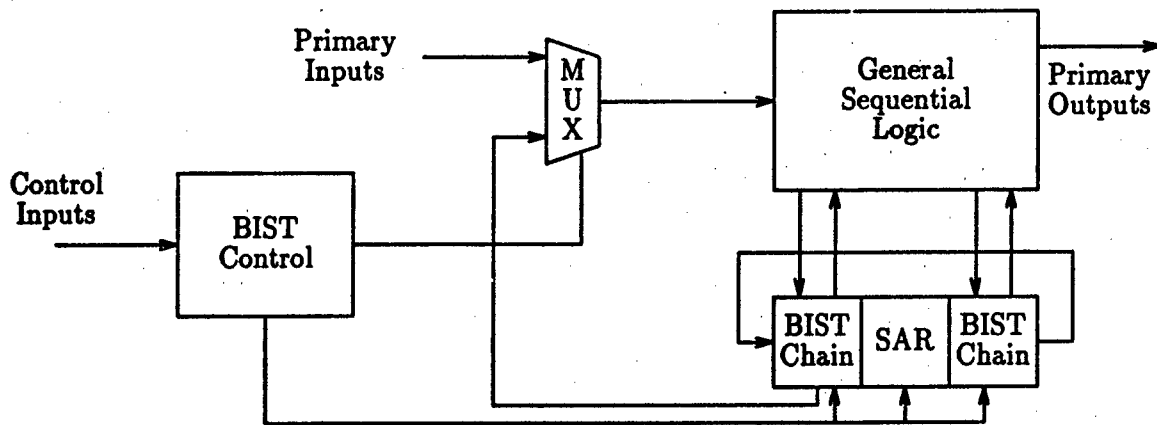 Primary
Inputs
M
U
X
General
Sequential
Logic
Primary
Outputs
Control
Inputs
BIST
Control
BIST
Chain
SAR
BIST
Chain